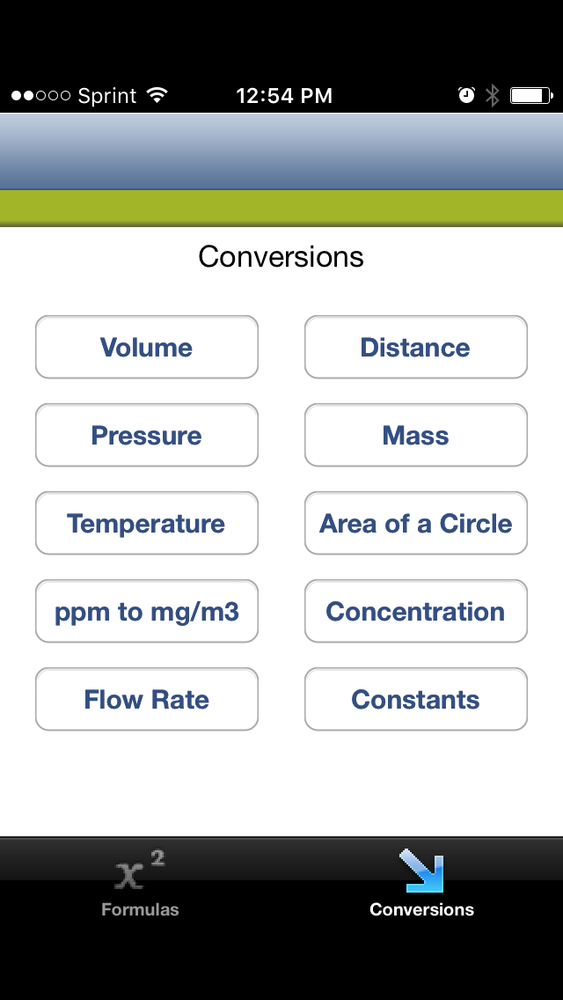 Sprint 12:54 PM
Conversions
Volume Distance
Pressure Mass
Temperature Area of a Circle
ppm to mg/m3 Concentration
Flow Rate Constants
x²
Formulas Conversions